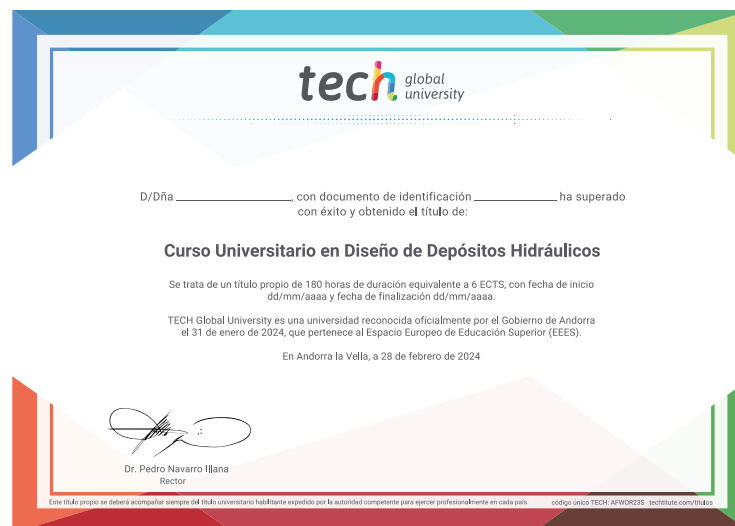 tech global
university
D/Dña ____________, con documento de identificación ____________ ha superado
con éxito y obtenido el título de:
Curso Universitario en Diseño de Depósitos Hidráulicos
Se trata de un título propio de 180 horas de duración equivalente a 6 ECTS, con fecha de inicio
dd/mm/aaaa y fecha de finalización dd/mm/aaaa.
TECH Global University es una universidad reconocida oficialmente por el Gobierno de Andorra
el 31 de enero de 2024, que pertenece al Espacio Europeo de Educación Superior (EEES).
En Andorra la Vella, a 28 de febrero de 2024
Dr. Pedro Navarro Illana
Rector
Este título propio se deberá acompañar siempre del título universitario habilitante expedido por la autoridad competente para ejercer profesionalmente en cada país. código único TECH: AFWOR23S techtitute.com/titulos